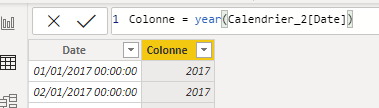 1 Colonne = year(Calendrier_2[Date])
Date Colonne
01/01/2017 00:00:00 2017
02/01/2017 00:00:00 2017